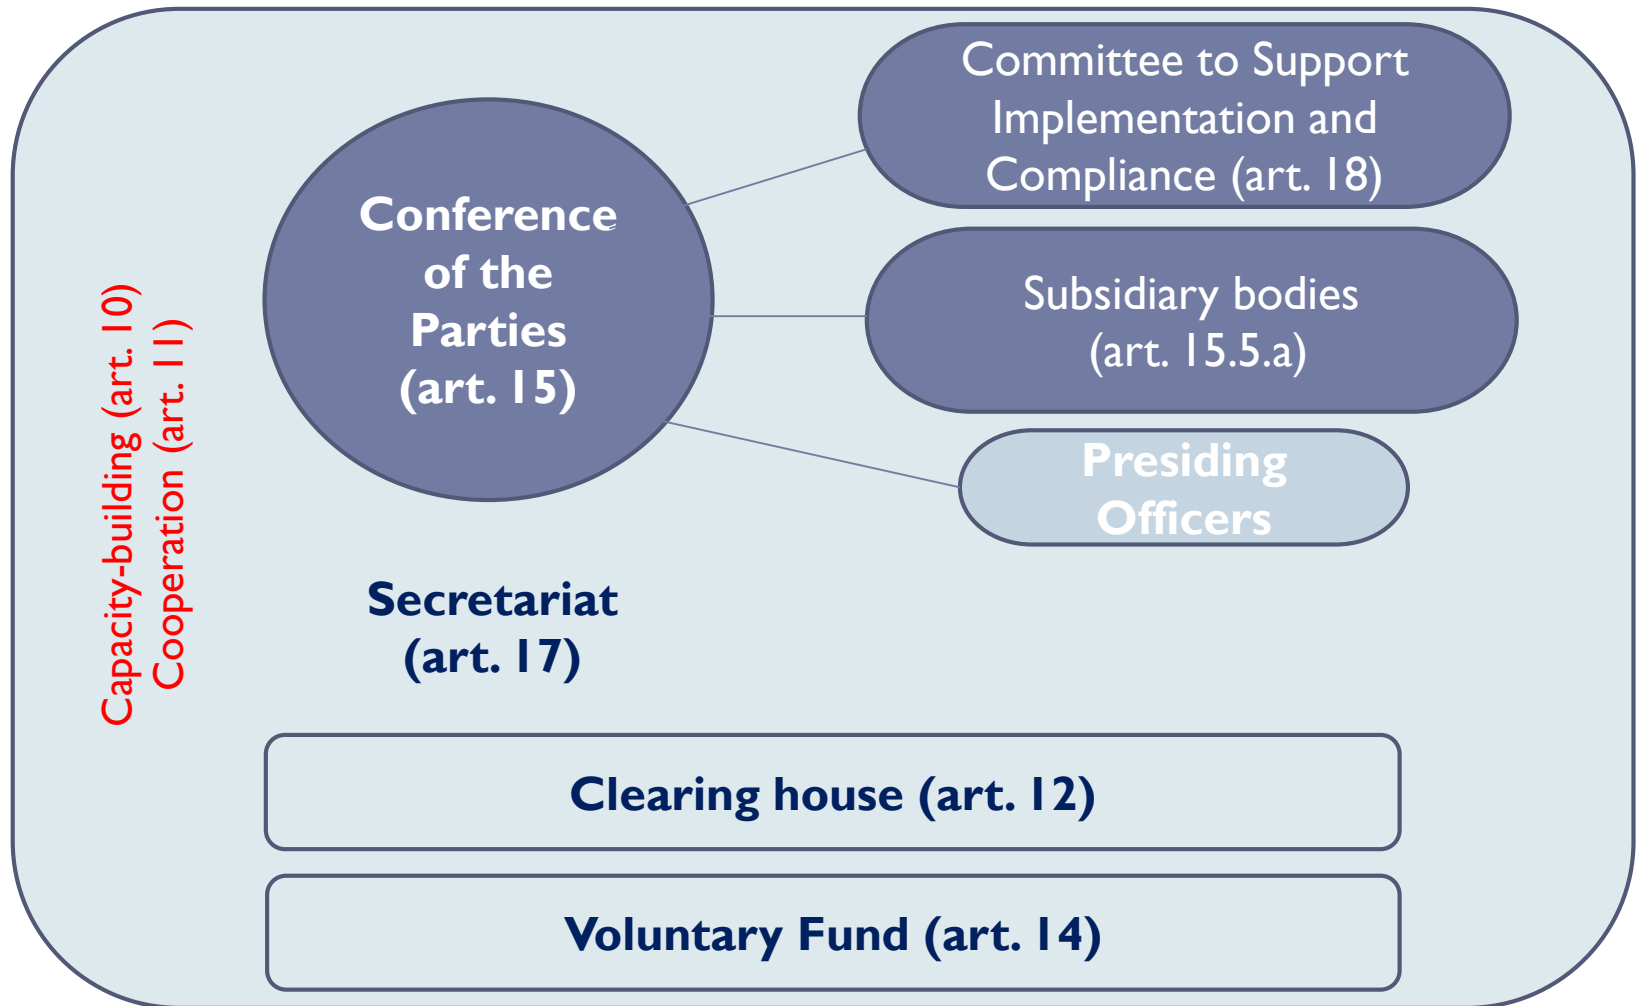 Committee to Support
Implementation and
Compliance (art. 18)
Conference
of the
Parties
(art. 15)
Subsidiary bodies
(art. 15.5.a)
Presiding
Officers
Capacity-building (art. 10)
Cooperation (art. 11)
Secretariat
(art. 17)
Clearing house (art. 12)
Voluntary Fund (art. 14)